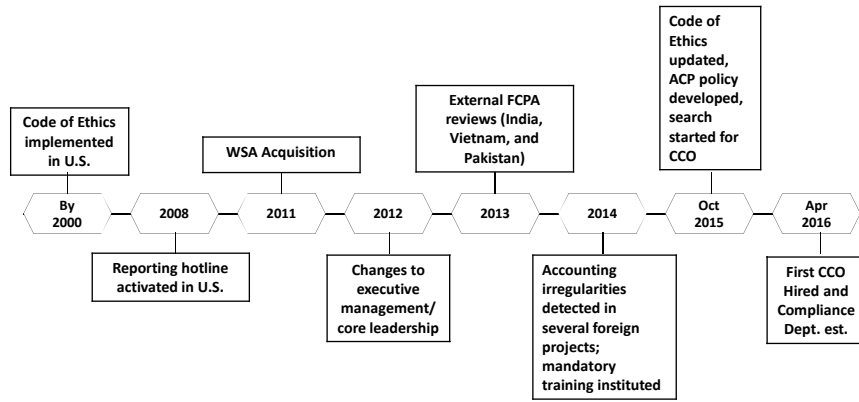 Code of Ethics
implemented
in U.S.
WSA Acquisition
External FCPA
reviews (India,
Vietnam, and
Pakistan)
Code of
Ethics
updated,
ACP policy
developed,
search
started for
CCO
By
2000
2008
2011
2012
2013
2014
Oct
2015
Apr
2016
Reporting hotline
activated in U.S.
Changes to
executive
management/
core leadership
Accounting
irregularities
detected in
several foreign
projects;
mandatory
training instituted
First CCO
Hired and
Compliance
Dept. est.